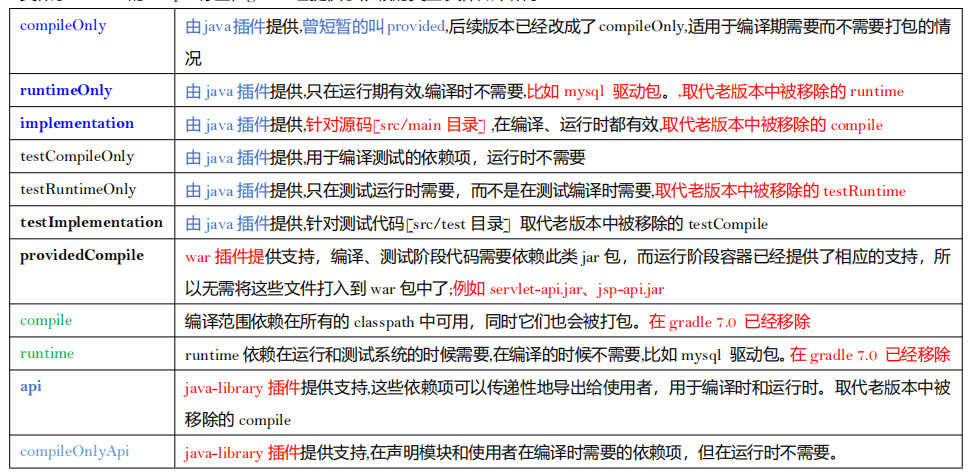 compileOnly 由 java 插件提供,曾短暂的叫 provided,后续版本已经改成了 compileOnly,适用于编译期需要而不需要打包的情
况
runtimeOnly 由 java 插件提供,只在运行期有效,编译时不需要,比如 mysql 驱动包。,取代老版本中被移除的 runtime
implementation 由 java 插件提供,针对源码[src/main 目录] ,在编译、运行时都有效,取代老版本中被移除的 compile
testCompileOnly 由 java 插件提供,用于编译测试的依赖项，运行时不需要
testRuntimeOnly 由 java 插件提供,只在测试运行时需要，而不是在测试编译时需要,取代老版本中被移除的 testRuntime
testImplementation 由 java 插件提供,针对测试代码[src/test 目录] 取代老版本中被移除的 testCompile
providedCompile war 插件提供支持，编译、测试阶段代码需要依赖此类 jar 包，而运行阶段容器已经提供了相应的支持，所
以无需将这些文件打入到 war 包中了;例如 servlet-api.jar、jsp-api.jar
compile 编译范围依赖在所有的 classpath 中可用，同时它们也会被打包。在 gradle 7.0 已经移除
runtime runtime 依赖在运行和测试系统的时候需要,在编译的时候不需要,比如 mysql 驱动包。在 gradle 7.0 已经移除
api java-library 插件提供支持,这些依赖项可以传递性地导出给使用者，用于编译时和运行时。取代老版本中被
移除的 compile
compileOnlyApi java-library 插件提供支持,在声明模块和使用者在编译时需要的依赖项，但在运行时不需要。